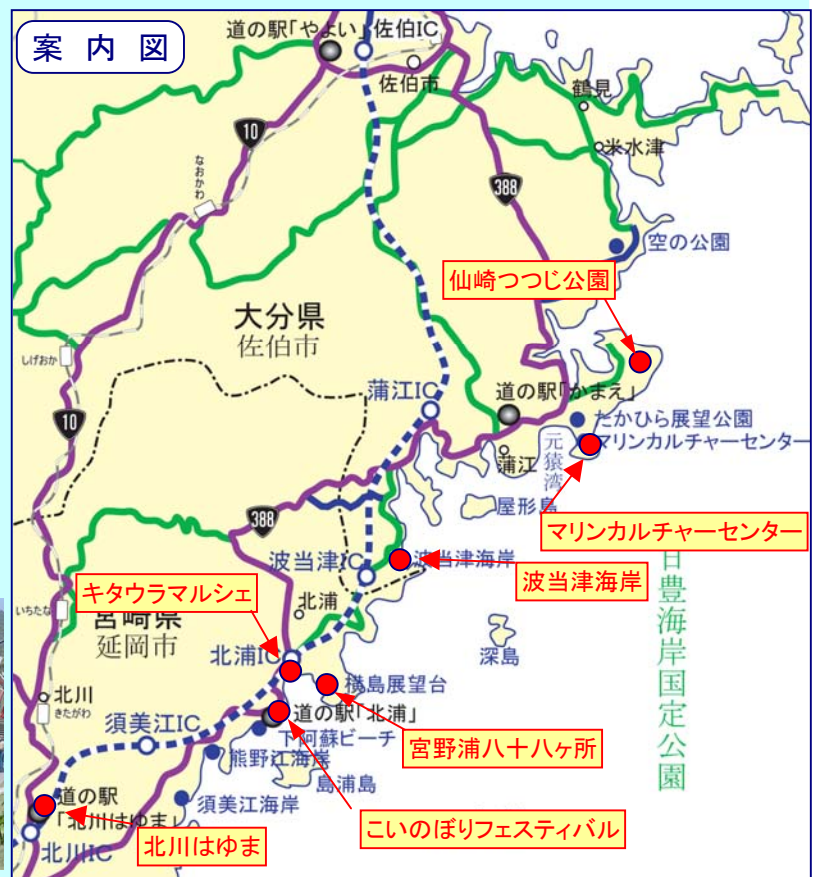 案内図
道の駅「やよい」
佐伯IC
佐伯市
鶴見
米水津
10
なおかわ
388
空の公園
仙崎つつじ公園
大分県
佐伯市
しげおか
蒲江IC
道の駅「かまえ」
たかひら展望公園
マリンカルチャーセンター
10
蒲江
元猿湾
屋形島
マリンカルチャーセンター
388
波当津IC
波当津海岸
波当津海岸
日豊海岸国定公園
キタウラマルシェ
いちたな
宮崎県
延岡市
北浦
北浦IC
深島
横島展望台
北川
きたがわ
須美江IC
道の駅「北浦」
下阿蘇ビーチ
宮野浦八十八ヶ所
熊野江海岸
島浦島
道の駅
「北川はゆま」
須美江海岸
こいのぼりフェスティバル
北川はゆま
北川IC